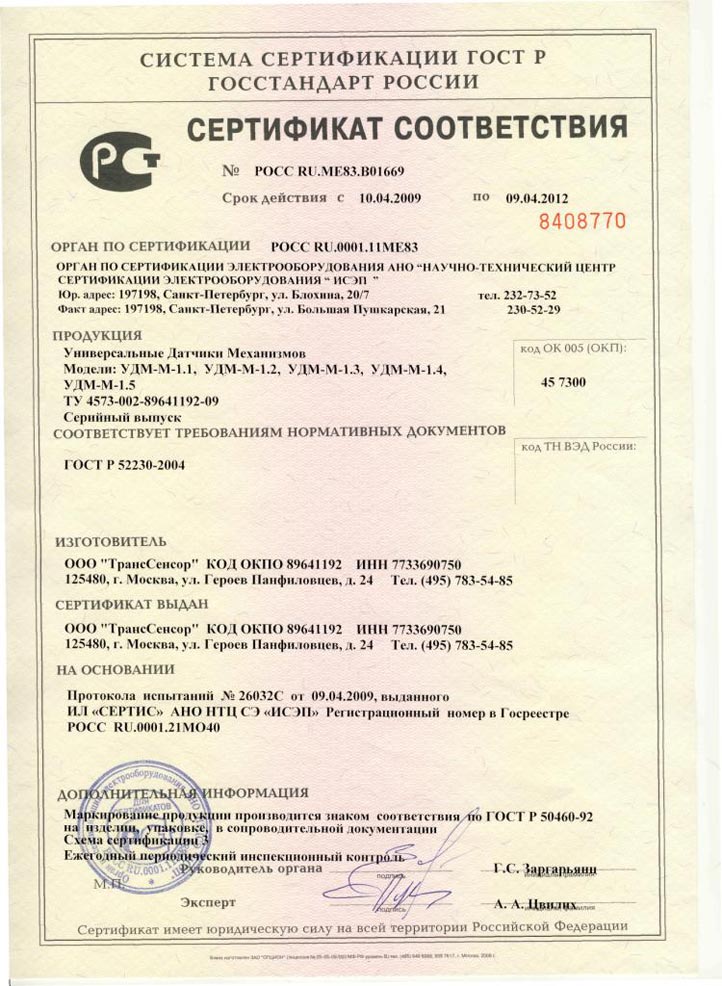 СИСТЕМА СЕРТИФИКАЦИИ ГОСТ Р
ГОССТАНДАРТ РОССИИ
СЕРТИФИКАТ СООТВЕТСТВИЯ
РСТ
№ РОСС RU.МЕ83.В01669
Срок действия с 10.04.2009 по 09.04.2012
8408770
ОРГАН ПО СЕРТИФИКАЦИИ РОСС RU.0001.11МЕ83
ОРГАН ПО СЕРТИФИКАЦИИ ЭЛЕКТРООБОРУДОВАНИЯ АНО “НАУЧНО-ТЕХНИЧЕСКИЙ ЦЕНТР
СЕРТИФИКАЦИИ ЭЛЕКТРООБОРУДОВАНИЯ “ ИСЭП ”
Юр. адрес: 197198, Санкт-Петербург, ул. Блохина, 20/7 тел. 232-73-52
Факт адрес: 197198, Санкт-Петербург, ул. Большая Пушкарская, 21 230-52-29
ПРОДУКЦИЯ
Универсальные Датчики Механизмов
Модели: УДМ-М-1.1, УДМ-М-1.2, УДМ-М-1.3, УДМ-М-1.4,
УДМ-М-1.5
ТУ 4573-002-89641192-09
Серийный выпуск
код ОК 005 (ОКП):
45 7300
СООТВЕТСТВУЕТ ТРЕБОВАНИЯМ НОРМАТИВНЫХ ДОКУМЕНТОВ
код ТН ВЭД России:
ГОСТ Р 52230-2004
ИЗГОТОВИТЕЛЬ
ООО "ТрансСенсор" КОД ОКПО 89641192 ИНН 7733690750
125480, г. Москва, ул. Героев Панфиловцев, д. 24 Тел. (495) 783-54-85
СЕРТИФИКАТ ВЫДАН
ООО "ТрансСенсор" КОД ОКПО 89641192 ИНН 7733690750
125480, г. Москва, ул. Героев Панфиловцев, д. 24 Тел. (495) 783-54-85
НА ОСНОВАНИИ
Протокола испытаний № 26032С от 09.04.2009, выданного
ИЛ «СЕРТИС» АНО НТЦ СЭ «ИСЭП» Регистрационный номер в Госреестре
РОСС RU.0001.21МО40
ДОПОЛНИТЕЛЬНАЯ ИНФОРМАЦИЯ
Маркирование продукции производится знаком соответствия по ГОСТ Р 50460-92
на изделии, упаковке, в сопроводительной документации
Схема сертификации 3
Ежегодный периодический инспекционный контроль
Руководитель органа Г.С. Заргарьянц
подпись
М.П.
Эксперт А. А. Цвилих
подпись
Сертификат имеет юридическую силу на всей территории Российской Федерации